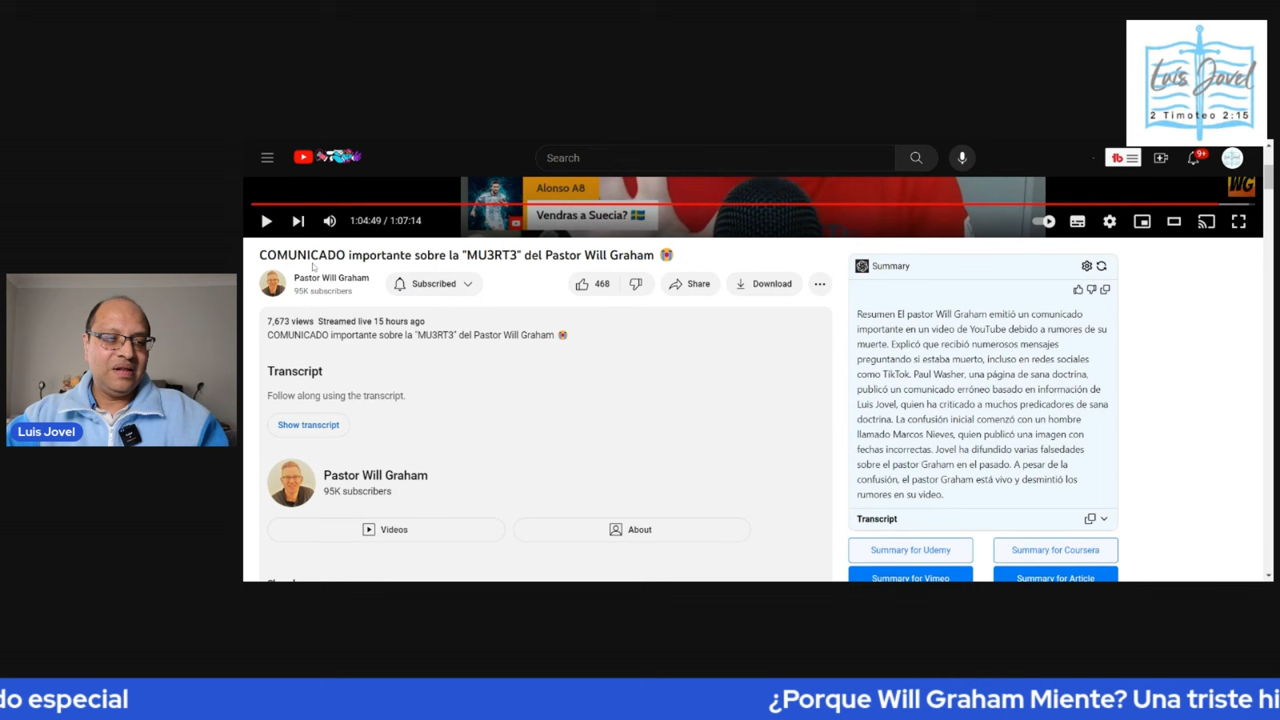 Luis Jovel
2 Timoteo 2:15
Search
9+
Alonso A8
WG
Vendras a Suecia? 🇸🇪
1:04:49 / 1:07:14
COMUNICADO importante sobre la "MU3RT3" del Pastor Will Graham 😭
Pastor Will Graham
95K subscribers
Subscribed
468
Share
Download
7,673 views Streamed live 15 hours ago
COMUNICADO importante sobre la "MU3RT3" del Pastor Will Graham 😭
Transcript
Follow along using the transcript.
Show transcript
Pastor Will Graham
95K subscribers
Videos
About
Summary
Resumen El pastor Will Graham emitió un comunicado
importante en un video de YouTube debido a rumores de su
muerte. Explicó que recibió numerosos mensajes
preguntando si estaba muerto, incluso en redes sociales
como TikTok. Paul Washer, una página de sana doctrina,
publicó un comunicado erróneo basado en información de
Luis Jovel, quien ha criticado a muchos predicadores de sana
doctrina. La confusión inicial comenzó con un hombre
llamado Marcos Nieves, quien publicó una imagen con
fechas incorrectas. Jovel ha difundido varias falsedades
sobre el pastor Graham en el pasado. A pesar de la
confusión, el pastor Graham está vivo y desmintió los
rumores en su video.
Transcript
Summary for Udemy
Summary for Coursera
Summary for Vimeo
Summary for Article
Luis Jovel
do especial
¿Porque Will Graham Miente? Una triste hi